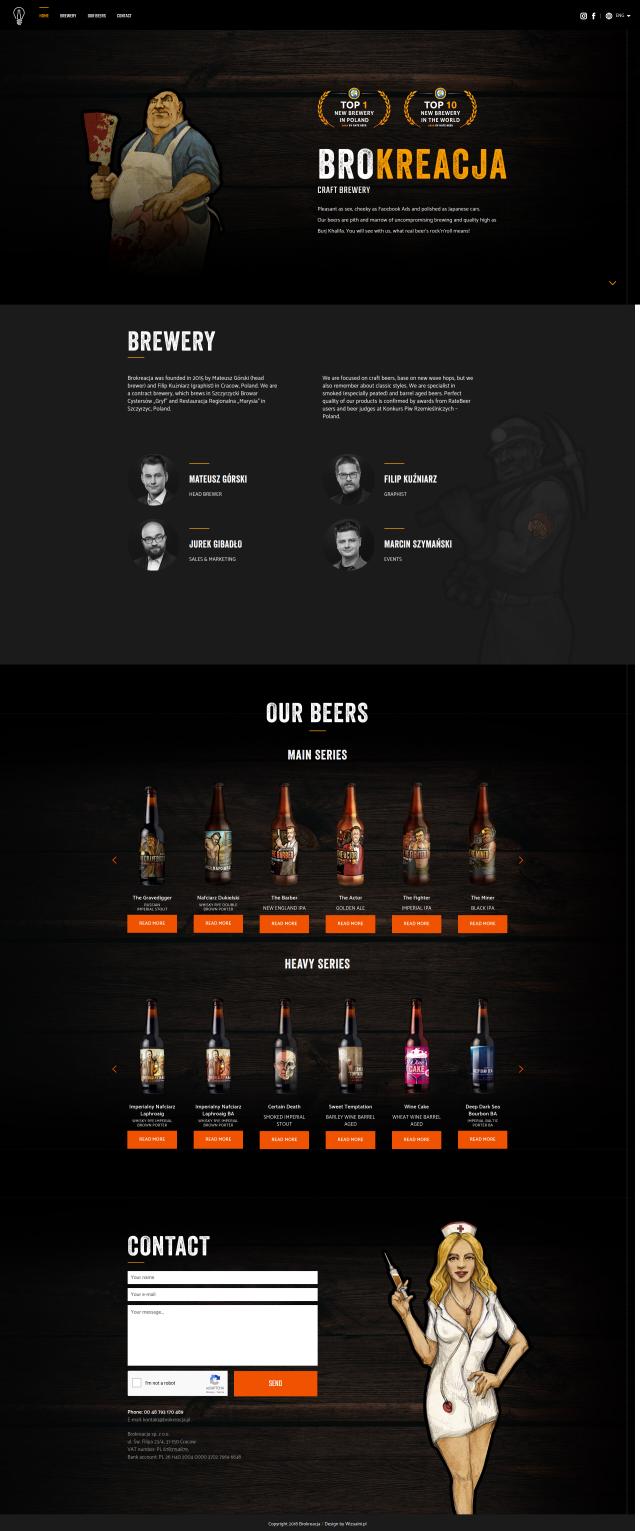 HOME BREWERY OUR BEERS CONTACT ENG
TOP 1
NEW BREWERY
IN POLAND
TOP 10
NEW BREWERY
IN THE WORLD
BROKREACJA
CRAFT BREWERY
Pleasant as sex, cheeky as Facebook Ads and polished as Japanese cars.
Our beers are pith and marrow of uncompromising brewing and quality high as
Burj Khalifa. You will see with us, what real beer's rock'n'roll means!
BREWERY
Brokreacja was founded in 2015 by Mateusz Górski (head
brewer) and Filip Kuźniarz (graphist) in Cracow, Poland. We are
a contract brewery, which brews in Szczyrzycki Browar
Cystersów „Gryf” and Restauracja Regionalna „Marysia” in
Szczyrzyc, Poland.
We are focused on craft beers, base on new wave hops, but we
also remember about classic styles. We are specialist in
smoked (especially peated) and barrel aged beers. Perfect
quality of our products is confirmed by awards from RateBeer
users and beer judges at Konkurs Piw Rzemieślniczych –
Poland.
MATEUSZ GÓRSKI
HEAD BREWER
FILIP KUŹNIARZ
GRAPHIST
JUREK GIBADŁO
SALES & MARKETING
MARCIN SZYMAŃSKI
EVENTS
OUR BEERS
MAIN SERIES
The Gravedigger
RUSSIAN
IMPERIAL STOUT
READ MORE
Nafciarz Dukielski
WHISKY RYE DOUBLE
BROWN PORTER
READ MORE
THE BARBER
The Barber
NEW ENGLAND IPA
READ MORE
THE ACTOR
The Actor
GOLDEN ALE
READ MORE
THE FIGHTER
The Fighter
IMPERIAL IPA
READ MORE
THE MINER
The Miner
BLACK IPA
READ MORE
HEAVY SERIES
Imperialny Nafciarz
Laphroaig
WHISKY RYE IMPERIAL
BROWN PORTER
READ MORE
Imperialny Nafciarz
Laphroaig BA
WHISKY RYE IMPERIAL
BROWN PORTER
READ MORE
Certain Death
SMOKED IMPERIAL
STOUT
READ MORE
Sweet Temptation
BARLEY WINE BARREL
AGED
READ MORE
CAKE
Wine Cake
WHEAT WINE BARREL
AGED
READ MORE
Deep Dark Sea
Bourbon BA
IMPERIAL BALTIC
PORTER BA
READ MORE
CONTACT
Your name
Your e-mail
Your message...
I'm not a robot
reCAPTCHA
SEND
Phone: 00 48 793 170 489
E-mail: kontakt@brokreacja.pl
Brokreacja sp. z o.o.
ul. Św. Filipa 23/4, 31-150 Cracow
VAT number: PL
Bank account: PL
Copyright 2018 Brokreacja / Design by Wizualni.pl